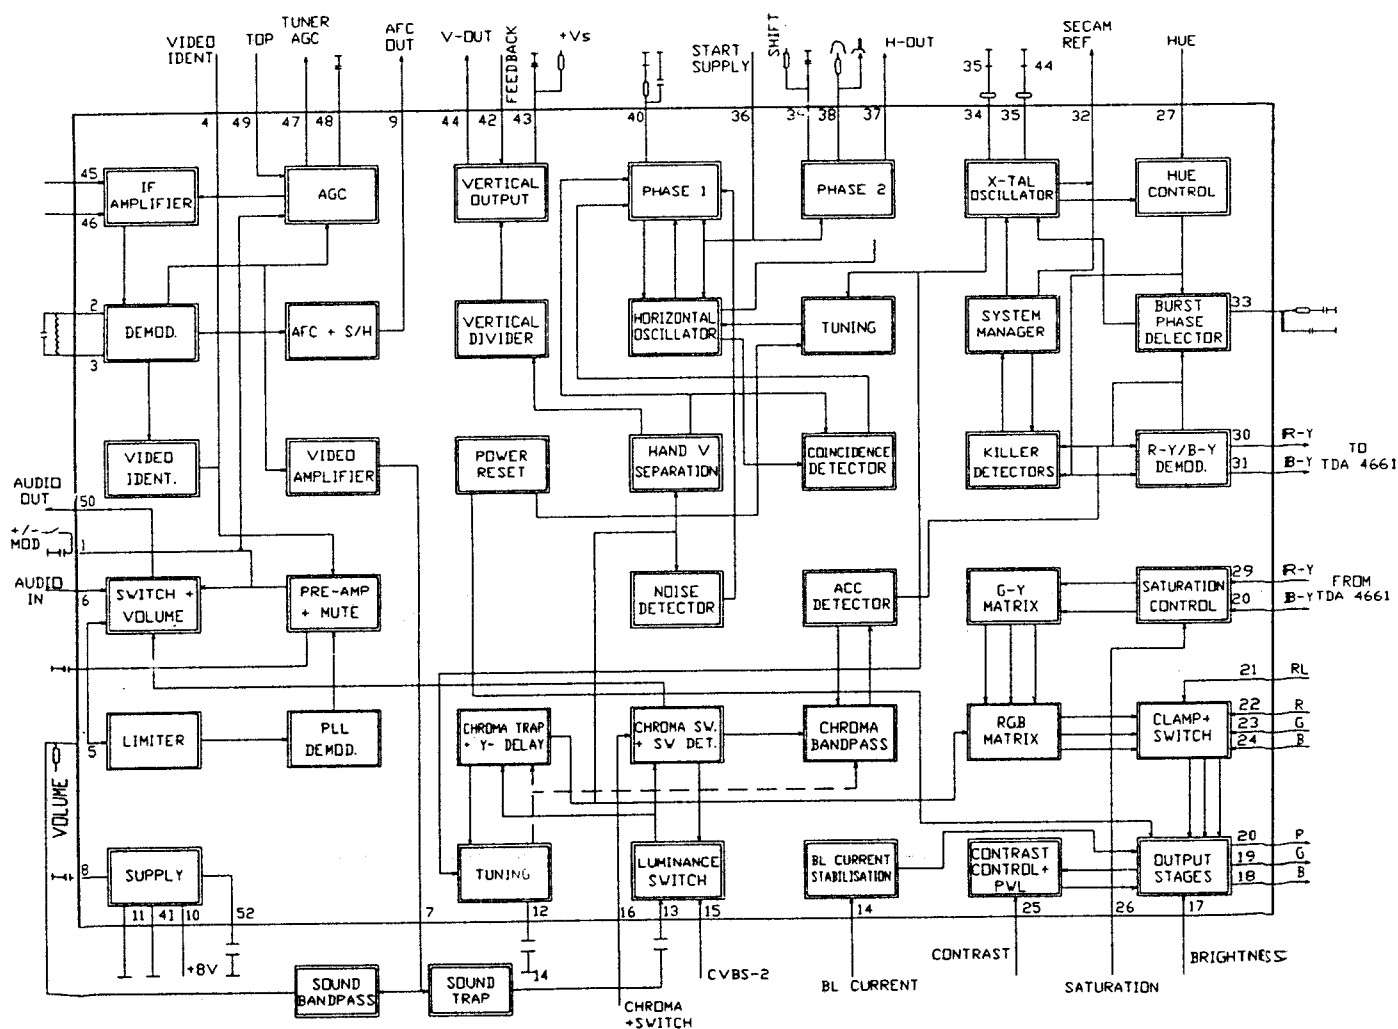 VIDEO
IDENT
TOP
TUNER
AGC
AFC
OUT
V-OUT
FEEDBACK
+Vs
START
SUPPLY
SHIFT
H-OUT
SECAM
REF
HUE
35
44
4
49
47
48
9
44
42
43
40
36
38
37
34
35
32
27
45
46
IF
AMPLIFIER
AGC
VERTICAL
OUTPUT
PHASE 1
PHASE 2
X-TAL
OSCILLATOR
HUE
CONTROL
2
3
DEMOD.
AFC + S/H
VERTICAL
DIVIDER
HORIZONTAL
OSCILLATOR
TUNING
SYSTEM
MANAGER
BURST
PHASE
DELECTOR
33
VIDEO
IDENT.
VIDEO
AMPLIFIER
POWER
RESET
HAND V
SEPARATION
COINCIDENCE
DETECTOR
KILLER
DETECTORS
R-Y/B-Y
DEMOD.
30
R-Y
31
B-Y
TO
TDA 4661
AUDIO
OUT
50
+/-
MOD
1
AUDIO
IN
6
SWITCH +
VOLUME
PRE-AMP
+ MUTE
NOISE
DETECTOR
ACC
DETECTOR
G-Y
MATRIX
SATURATION
CONTROL
29
R-Y
20
B-Y
FROM
TDA 4661
21
RL
5
LIMITER
PLL
DEMOD.
CHROMA TRAP
+ Y- DELAY
CHROMA SW.
+ SW DET.
CHROMA
BANDPASS
RGB
MATRIX
CLAMP+
SWITCH
22
R
23
G
24
B
VOLUME
8
SUPPLY
TUNING
LUMINANCE
SWITCH
BL CURRENT
STABILISATION
CONTRAST
CONTROL+
PWL
OUTPUT
STAGES
20
P
19
G
18
B
11
41
10
52
7
12
16
13
15
14
25
26
17
+8V
14
SOUND
BANDPASS
SOUND
TRAP
CVBS-2
CHROMA
+SWITCH
BL CURRENT
CONTRAST
SATURATION
BRIGHTNESS